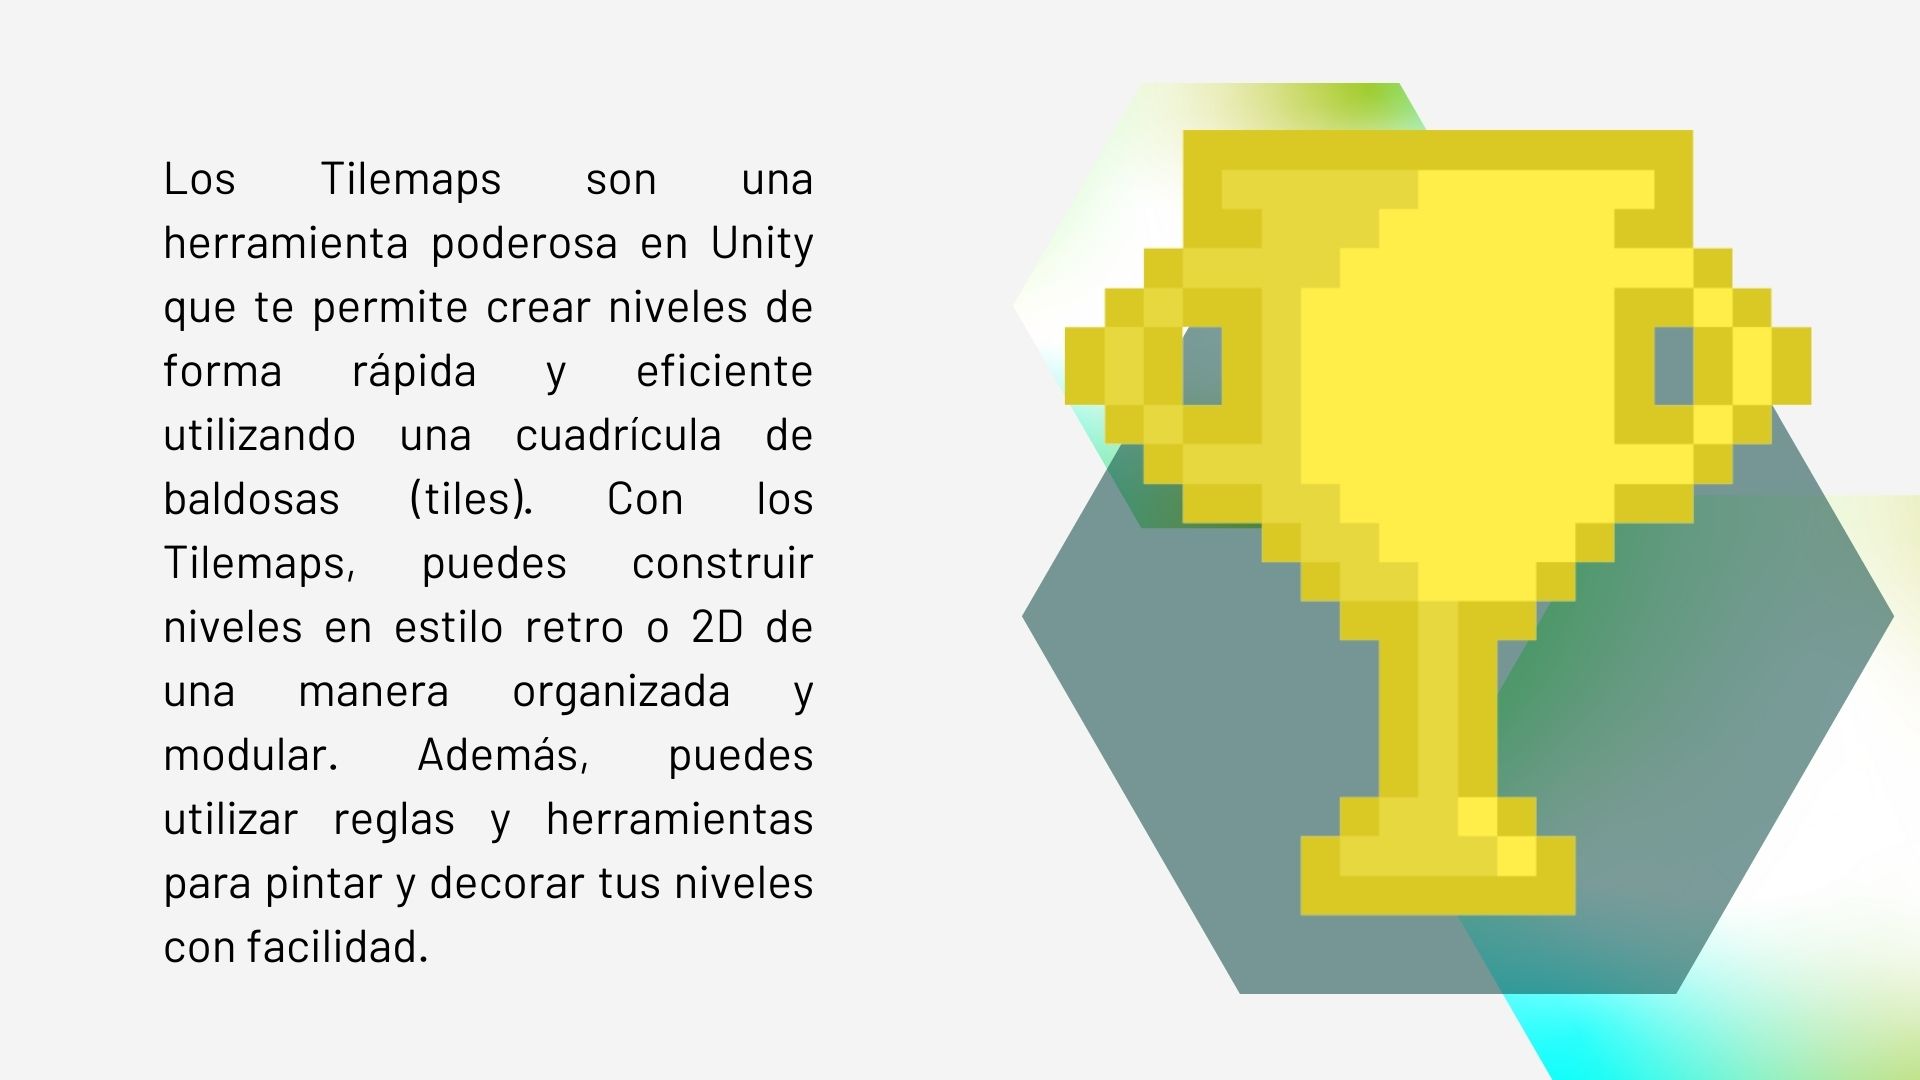 Los Tilemaps son una
herramienta poderosa en Unity
que te permite crear niveles de
forma rápida y eficiente
utilizando una cuadrícula de
baldosas (tiles). Con los
Tilemaps, puedes construir
niveles en estilo retro o 2D de
una manera organizada y
modular. Además, puedes
utilizar reglas y herramientas
para pintar y decorar tus niveles
con facilidad.